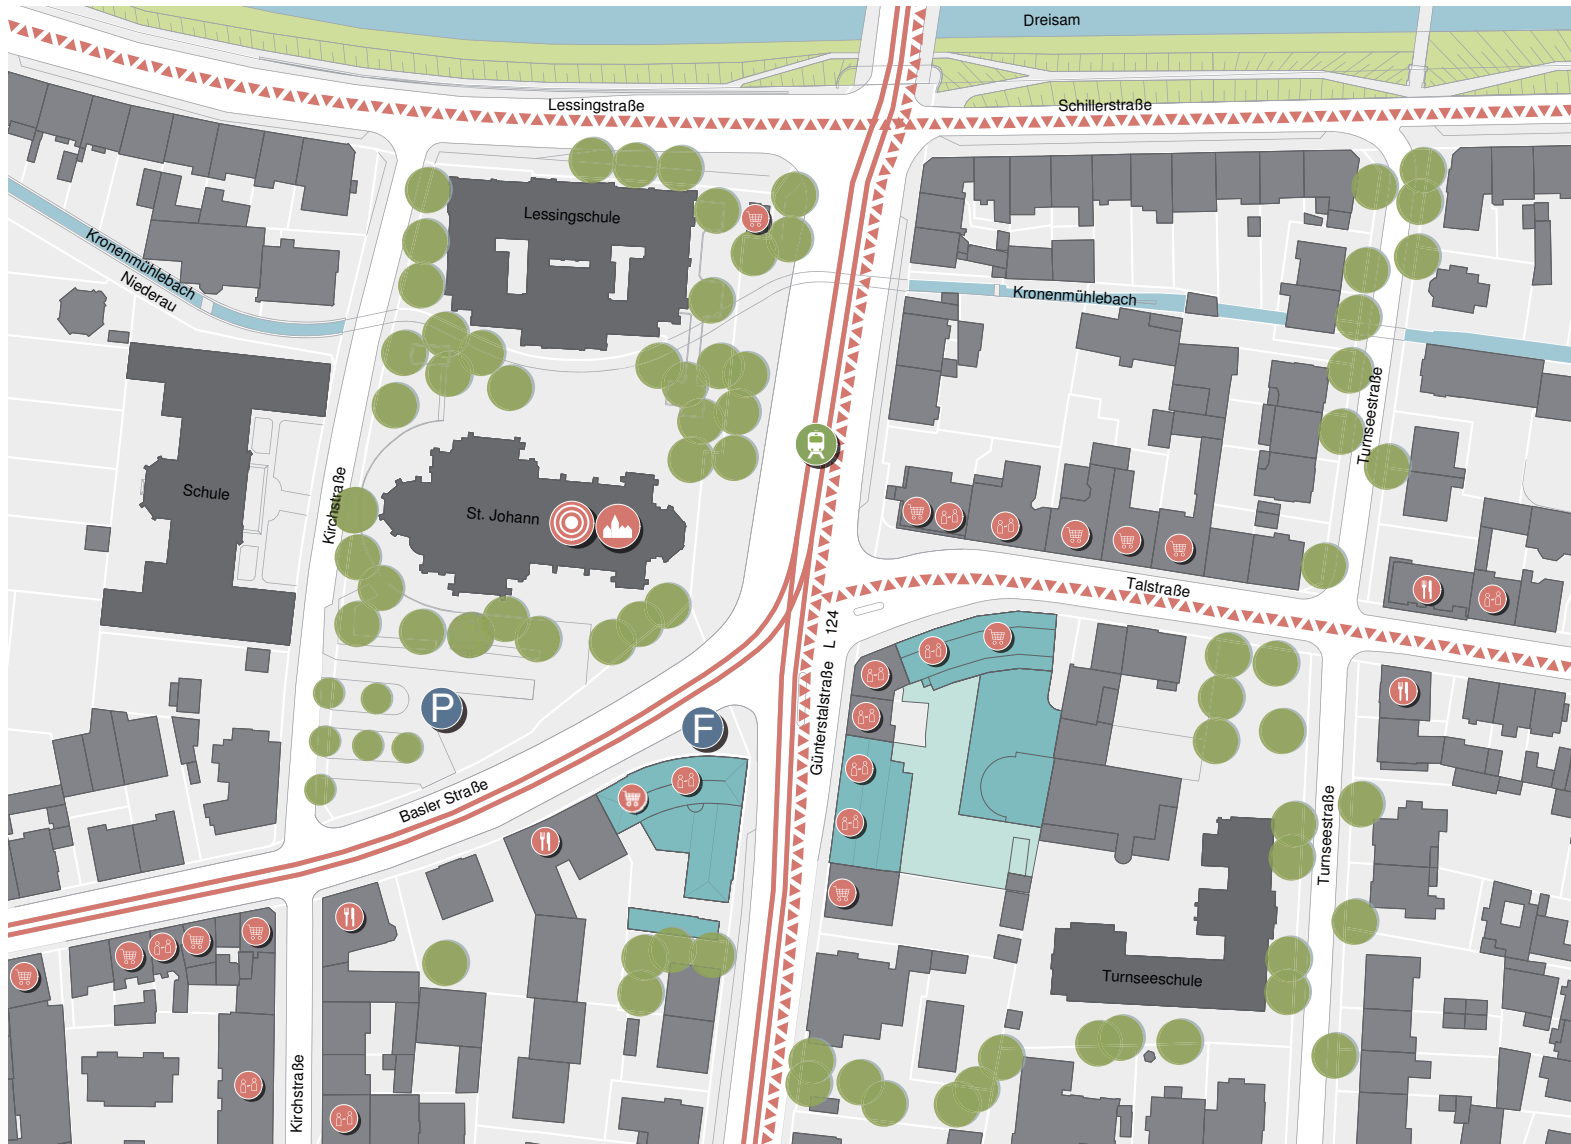 Dreisam
Lessingstraße
Schillerstraße
Lessingschule
Kronenmühlebach
Niederau
Kronenmühlebach
Turnseestraße
Schule
Kirchstraße
St. Johann
Talstraße
L 124
Günterstalstraße
P
F
Basler Straße
Turnseestraße
Turnseeschule
Kirchstraße